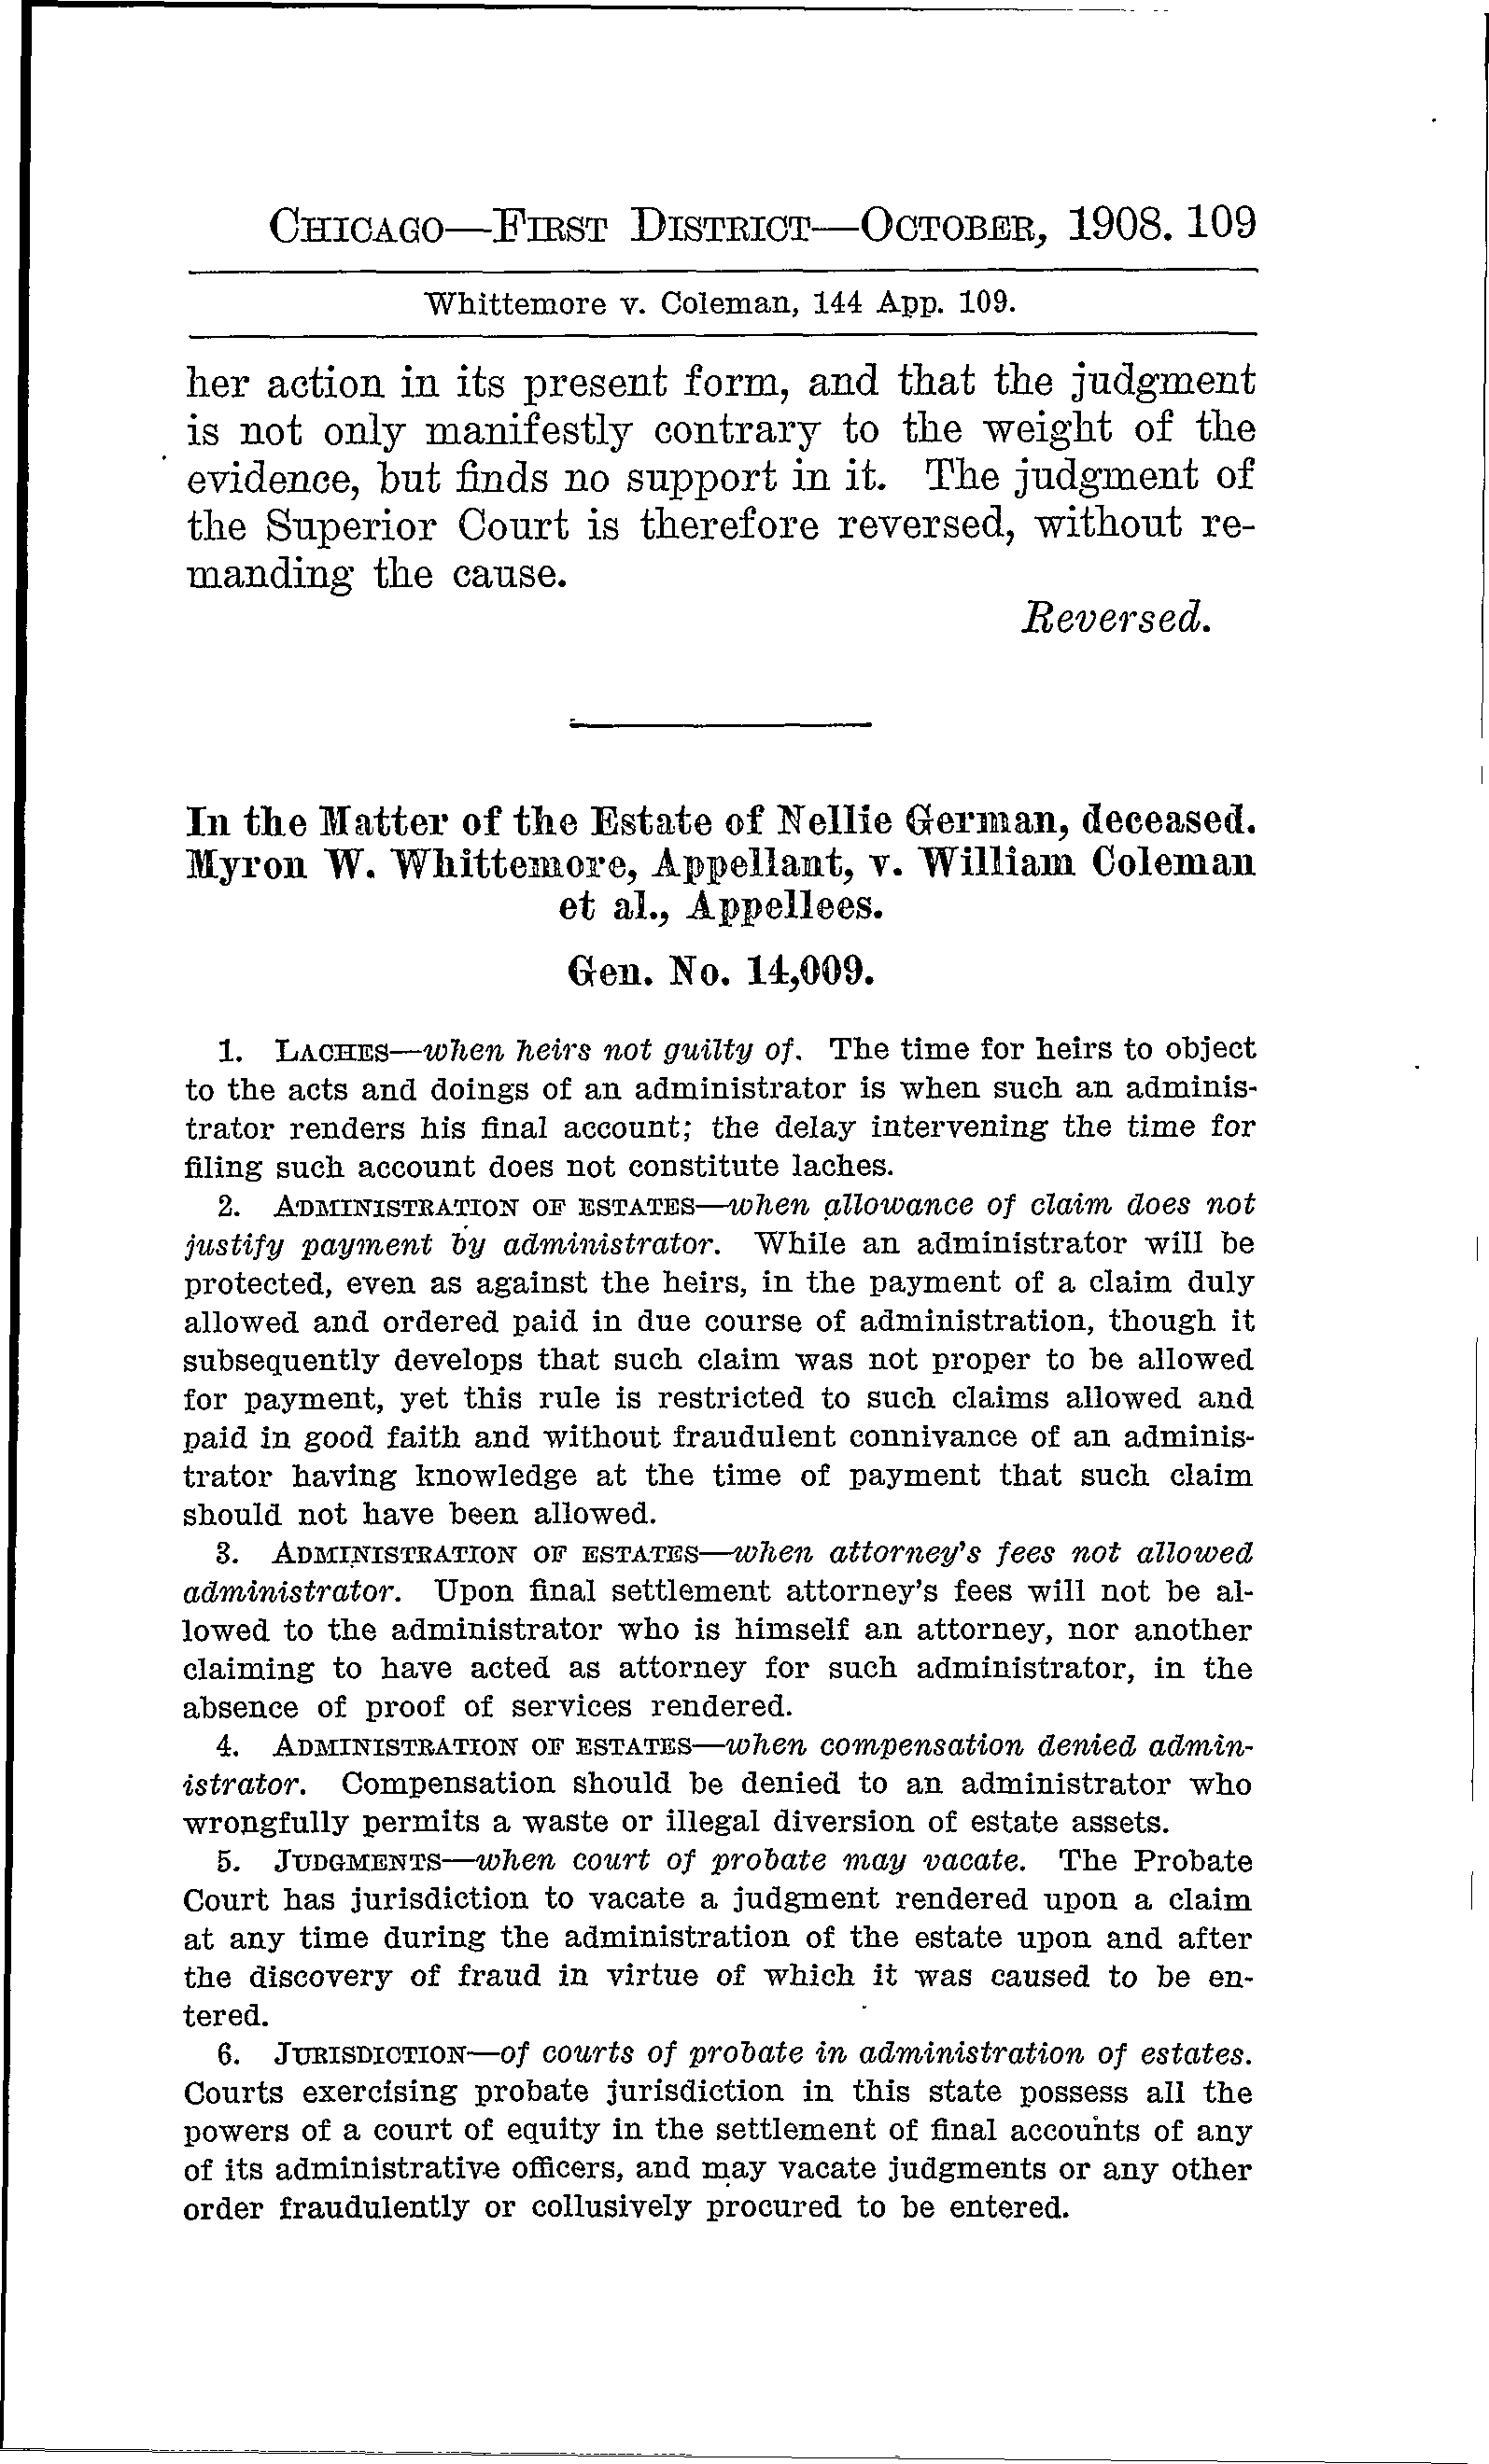 CHICAGO—FIRST DISTRICT—OCTOBER, 1908. 109
Whittemore v. Coleman, 144 App. 109.
her action in its present form, and that the judgment
is not only manifestly contrary to the weight of the
evidence, but finds no support in it. The judgment of
the Superior Court is therefore reversed, without re-
manding the cause.
Reversed.
In the Matter of the Estate of Nellie German, deceased.
Myron W. Whittemore, Appellant, v. William Coleman
et al., Appellees.
Gen. No. 14,009.
1. LACHES—when heirs not guilty of. The time for heirs to object
to the acts and doings of an administrator is when such an adminis-
trator renders his final account; the delay intervening the time for
filing such account does not constitute laches.
2. ADMINISTRATION OF ESTATES—when allowance of claim does not
justify payment by administrator. While an administrator will be
protected, even as against the heirs, in the payment of a claim duly
allowed and ordered paid in due course of administration, though it
subsequently develops that such claim was not proper to be allowed
for payment, yet this rule is restricted to such claims allowed and
paid in good faith and without fraudulent connivance of an adminis-
trator having knowledge at the time of payment that such claim
should not have been allowed.
3. ADMINISTRATION OF ESTATES—when attorney's fees not allowed
administrator. Upon final settlement attorney's fees will not be al-
lowed to the administrator who is himself an attorney, nor another
claiming to have acted as attorney for such administrator, in the
absence of proof of services rendered.
4. ADMINISTRATION OF ESTATES—when compensation denied admin-
istrator. Compensation should be denied to an administrator who
wrongfully permits a waste or illegal diversion of estate assets.
5. JUDGMENTS—when court of probate may vacate. The Probate
Court has jurisdiction to vacate a judgment rendered upon a claim
at any time during the administration of the estate upon and after
the discovery of fraud in virtue of which it was caused to be en-
tered.
6. JURISDICTION—of courts of probate in administration of estates.
Courts exercising probate jurisdiction in this state possess all the
powers of a court of equity in the settlement of final accounts of any
of its administrative officers, and may vacate judgments or any other
order fraudulently or collusively procured to be entered.